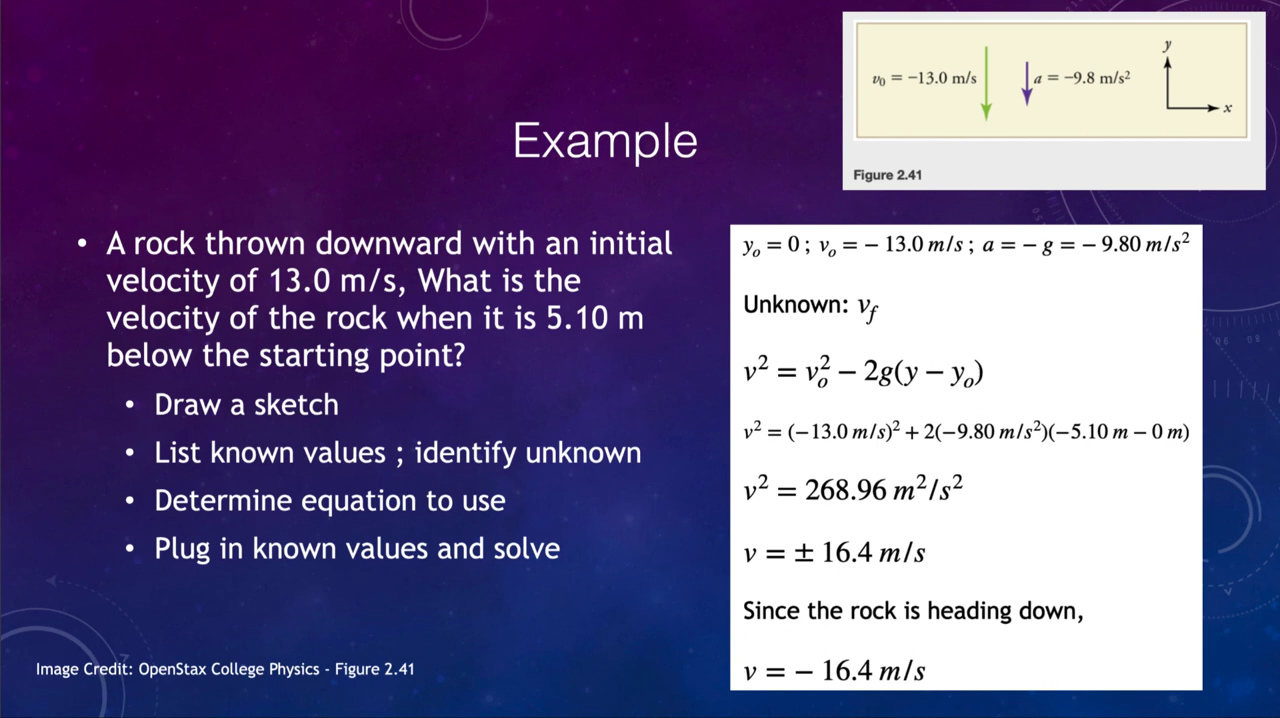 v₀ = −13.0 m/s
a = −9.8 m/s²
y
x
Figure 2.41
Example
• A rock thrown downward with an initial
velocity of 13.0 m/s, What is the
velocity of the rock when it is 5.10 m
below the starting point?
• Draw a sketch
• List known values ; identify unknown
• Determine equation to use
• Plug in known values and solve
yₒ = 0 ; vₒ = − 13.0 m/s ; a = − g = − 9.80 m/s²
Unknown: v_f
v² = vₒ² − 2g(y − yₒ)
v² = (−13.0 m/s)² + 2(−9.80 m/s²)(−5.10 m − 0 m)
v² = 268.96 m²/s²
v = ± 16.4 m/s
Since the rock is heading down,
v = − 16.4 m/s
Image Credit: OpenStax College Physics - Figure 2.41